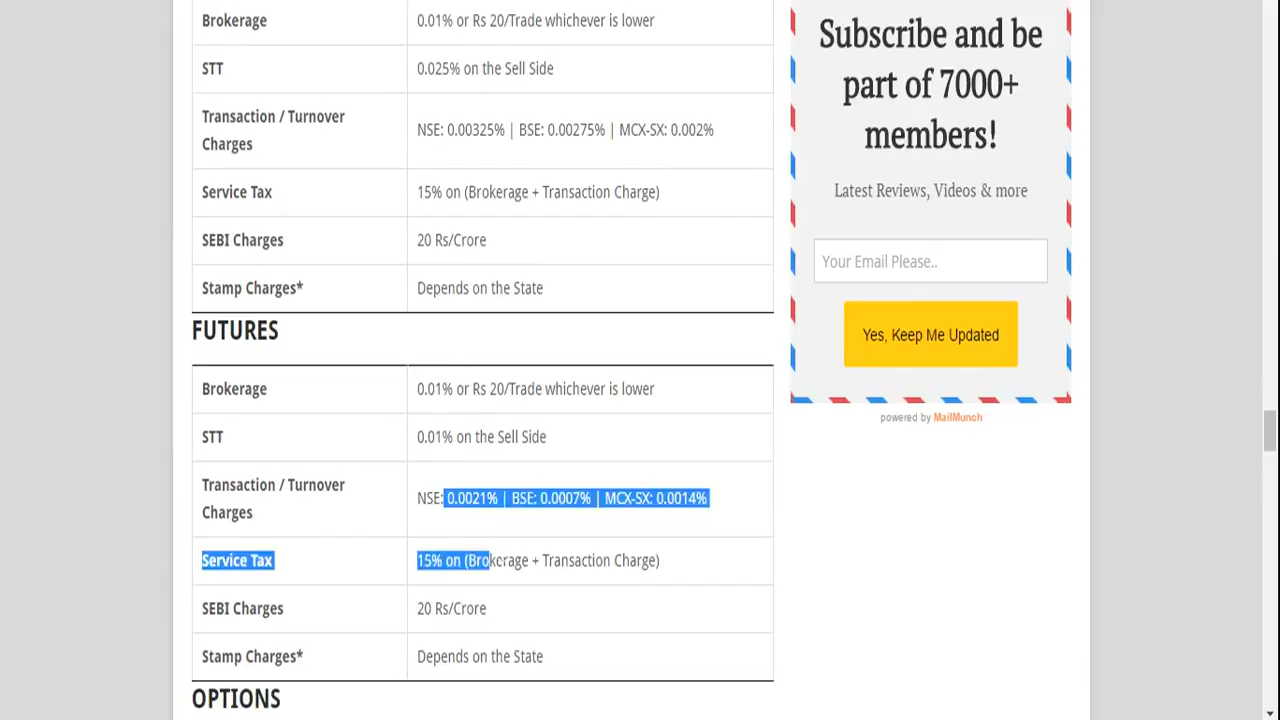 Brokerage 0.01% or Rs 20/Trade whichever is lower
STT 0.025% on the Sell Side
Transaction / Turnover
Charges
NSE: 0.00325% | BSE: 0.00275% | MCX-SX: 0.002%
Service Tax 15% on (Brokerage + Transaction Charge)
SEBI Charges 20 Rs/Crore
Stamp Charges* Depends on the State
FUTURES
Brokerage 0.01% or Rs 20/Trade whichever is lower
STT 0.01% on the Sell Side
Transaction / Turnover
Charges
NSE: 0.0021% | BSE: 0.0007% | MCX-SX: 0.0014%
Service Tax 15% on (Brokerage + Transaction Charge)
SEBI Charges 20 Rs/Crore
Stamp Charges* Depends on the State
OPTIONS
Subscribe and be
part of 7000+
members!
Latest Reviews, Videos & more
Your Email Please..
Yes, Keep Me Updated
powered by MailMunch